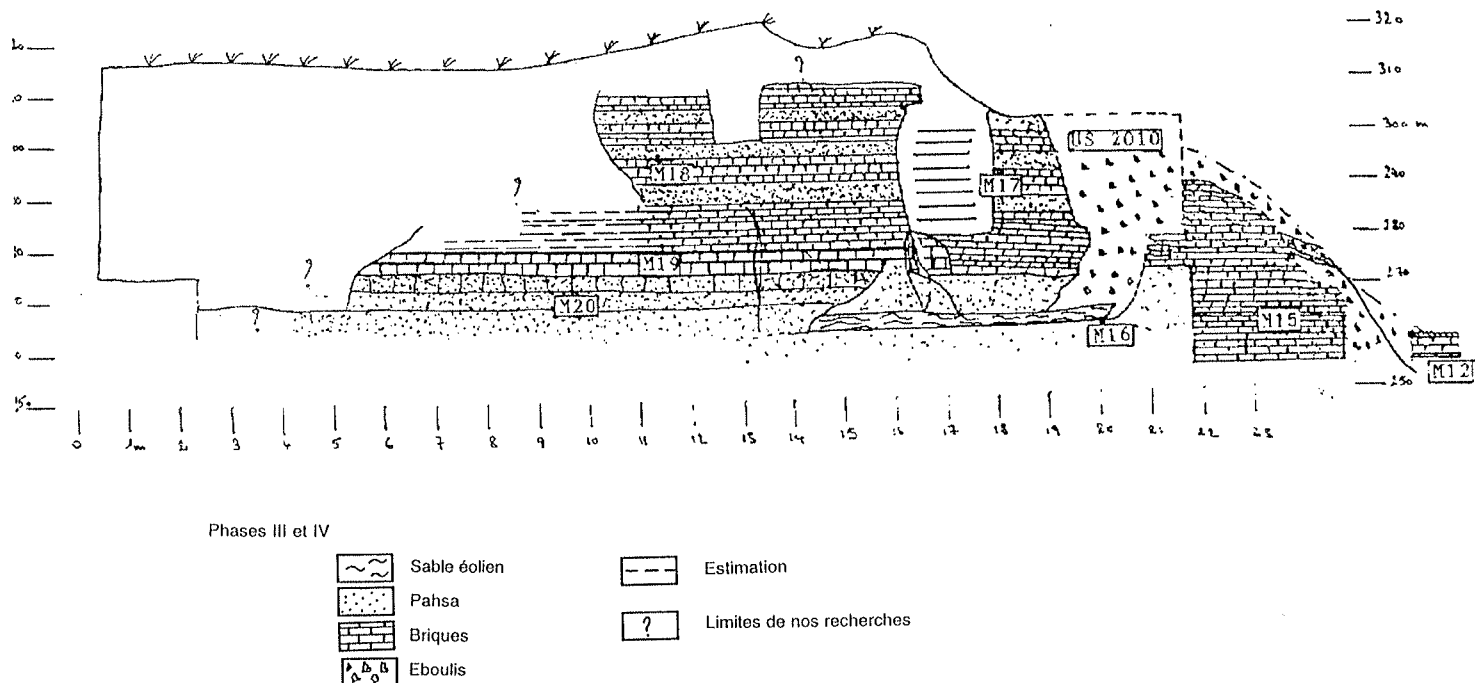 320
310
300 m
280
270
250
US 2010
M18
M17
M19
M20
M16
M15
M12
0 1m 2 3 4 5 6 7 8 9 10 11 12 13 14 15 16 17 18 19 20 21 22 23
Phases III et IV
Sable éolien
Pahsa
Briques
Eboulis
Estimation
? Limites de nos recherches